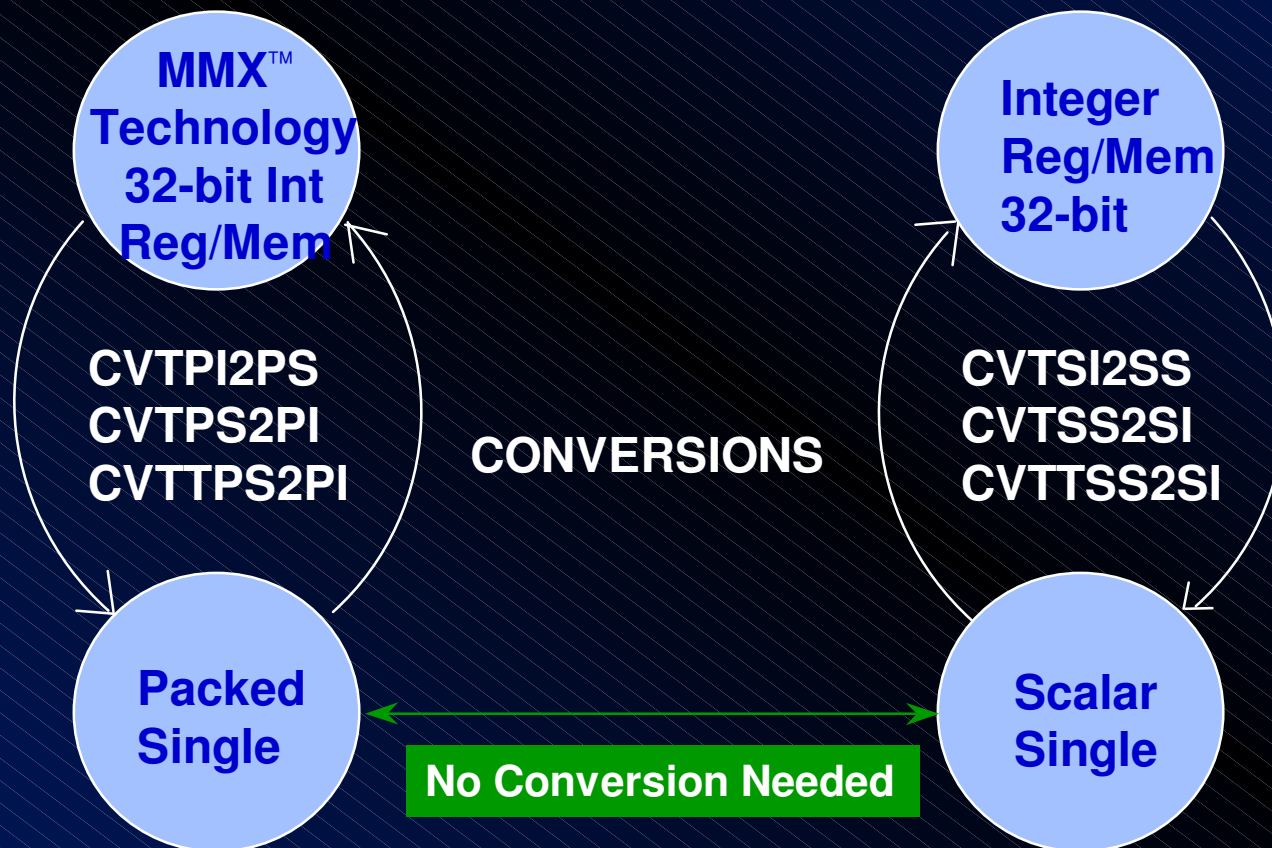 MMX™
Technology
32-bit Int
Reg/Mem
Integer
Reg/Mem
32-bit
CVTPI2PS
CVTPS2PI
CVTTPS2PI
CONVERSIONS
CVTSI2SS
CVTSS2SI
CVTTSS2SI
Packed
Single
No Conversion Needed
Scalar
Single